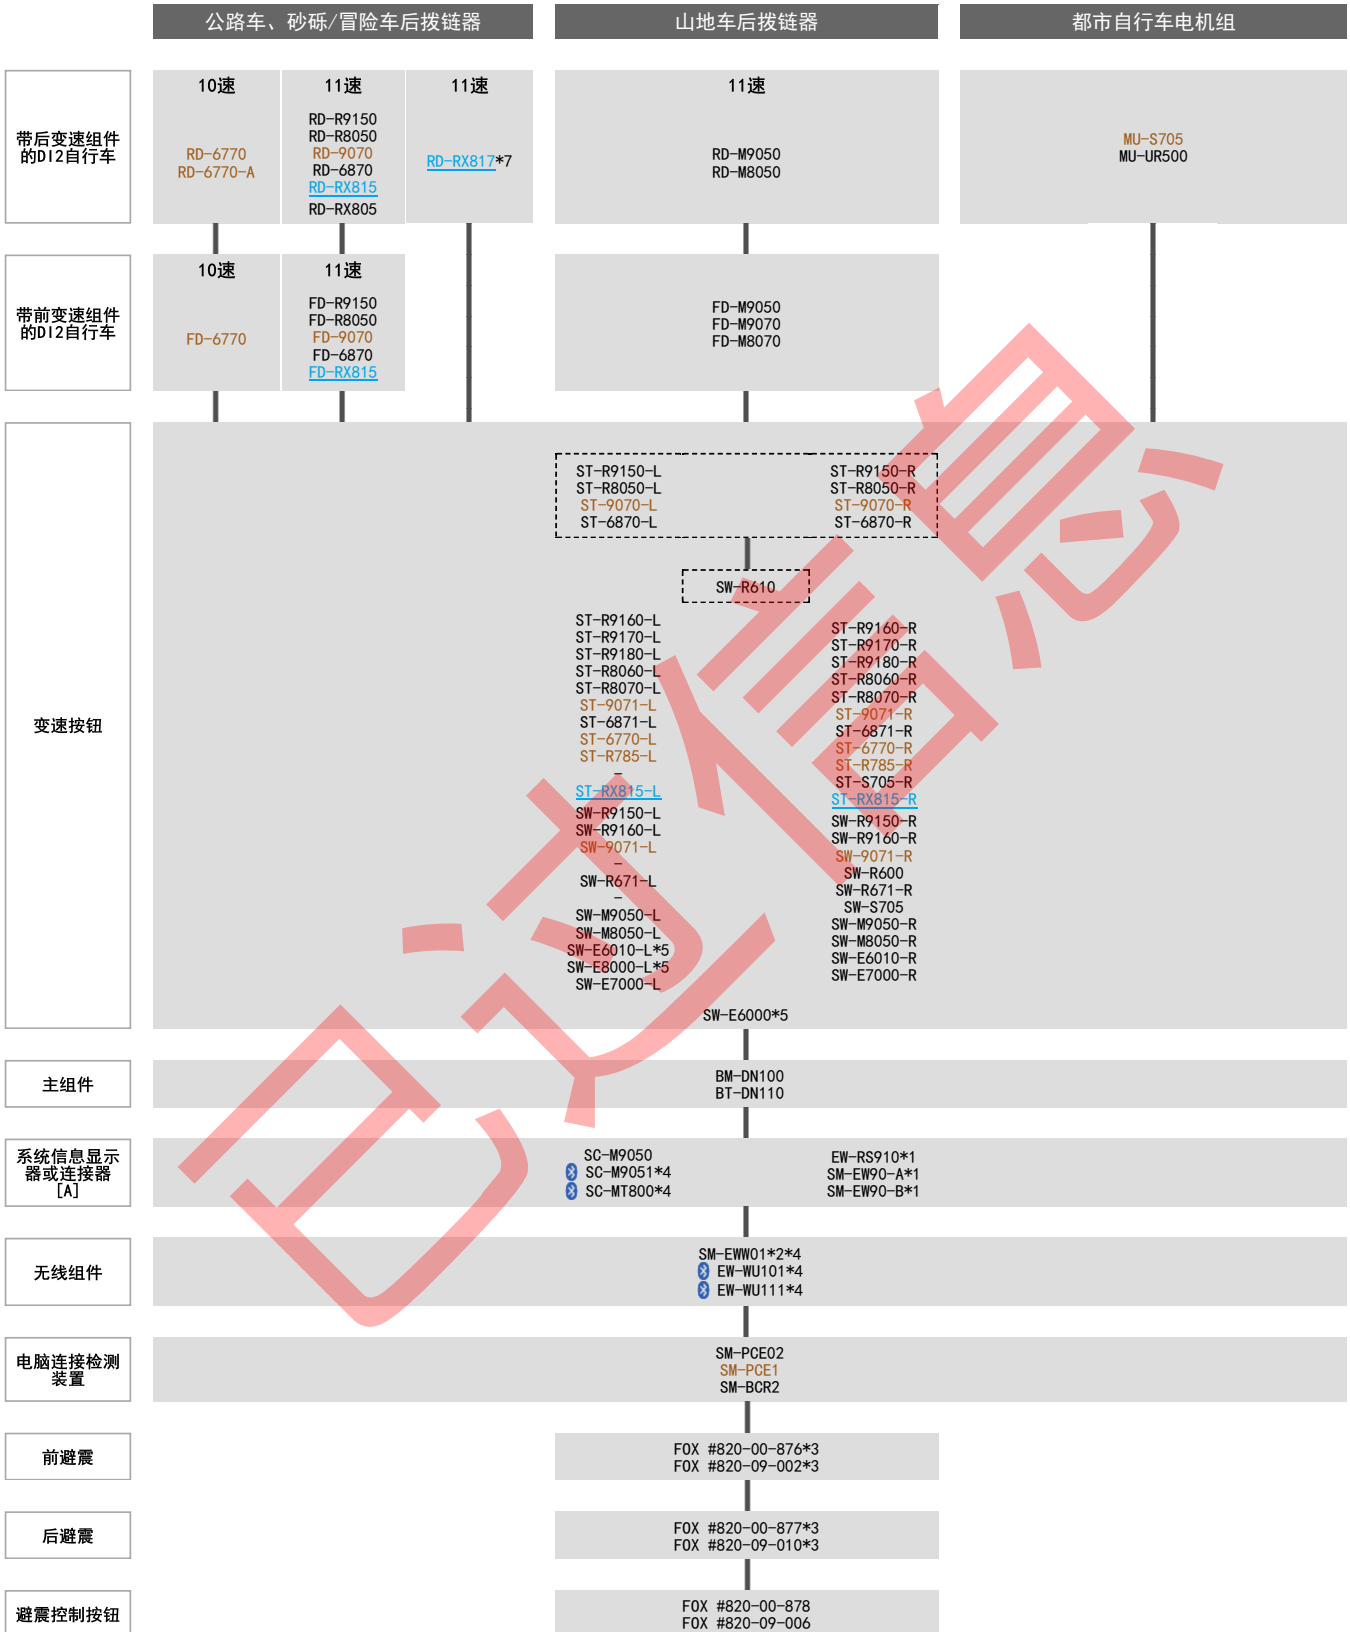 公路车、砂砾/冒险车后拨链器
山地车后拨链器
都市自行车电机组
带后变速组件
的DI2自行车
10速
RD-6770
RD-6770-A
11速
RD-R9150
RD-R8050
RD-9070
RD-6870
RD-RX815
RD-RX805
11速
RD-RX817*7
11速
RD-M9050
RD-M8050
MU-S705
MU-UR500
带前变速组件
的DI2自行车
10速
FD-6770
11速
FD-R9150
FD-R8050
FD-9070
FD-6870
FD-RX815
FD-M9050
FD-M9070
FD-M8070
变速按钮
ST-R9150-L
ST-R8050-L
ST-9070-L
ST-6870-L
ST-R9150-R
ST-R8050-R
ST-9070-R
ST-6870-R
SW-R610
ST-R9160-L
ST-R9170-L
ST-R9180-L
ST-R8060-L
ST-R8070-L
ST-9071-L
ST-6871-L
ST-6770-L
ST-R785-L
-
ST-RX815-L
SW-R9150-L
SW-R9160-L
SW-9071-L
-
SW-R671-L
-
SW-M9050-L
SW-M8050-L
SW-E6010-L*5
SW-E8000-L*5
SW-E7000-L
ST-R9160-R
ST-R9170-R
ST-R9180-R
ST-R8060-R
ST-R8070-R
ST-9071-R
ST-6871-R
ST-6770-R
ST-R785-R
ST-S705-R
ST-RX815-R
SW-R9150-R
SW-R9160-R
SW-9071-R
SW-R600
SW-R671-R
SW-S705
SW-M9050-R
SW-M8050-R
SW-E6010-R
SW-E7000-R
SW-E6000*5
主组件
BM-DN100
BT-DN110
系统信息显示
器或连接器
[A]
SC-M9050
SC-M9051*4
SC-MT800*4
EW-RS910*1
SM-EW90-A*1
SM-EW90-B*1
无线组件
SM-EWW01*2*4
EW-WU101*4
EW-WU111*4
电脑连接检测
装置
SM-PCE02
SM-PCE1
SM-BCR2
前避震
FOX #820-00-876*3
FOX #820-09-002*3
后避震
FOX #820-00-877*3
FOX #820-09-010*3
避震控制按钮
FOX #820-00-878
FOX #820-09-006
已过信息